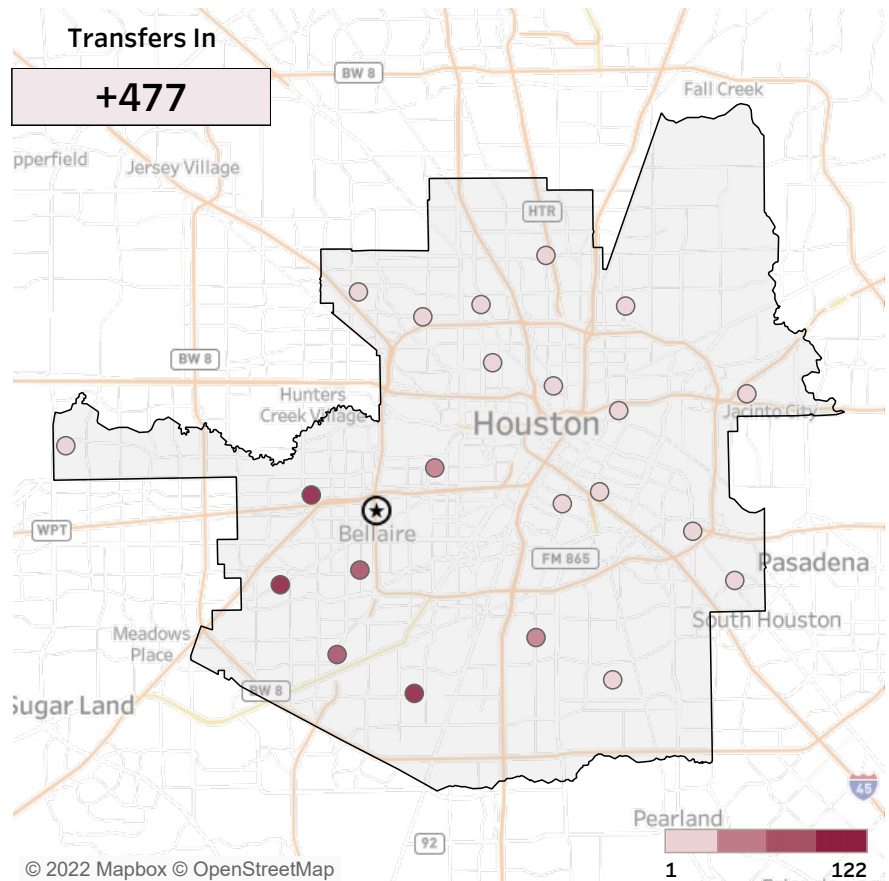 Transfers In
+477
BW 8
Fall Creek
pperfield
Jersey Village
HTR
BW 8
Hunters
Creek Village
Jacinto City
Houston
WPT
Bellaire
FM 865
Pasadena
South Houston
Meadows
Place
BW 8
Sugar Land
45
Pearland
92
1
122
© 2022 Mapbox © OpenStreetMap